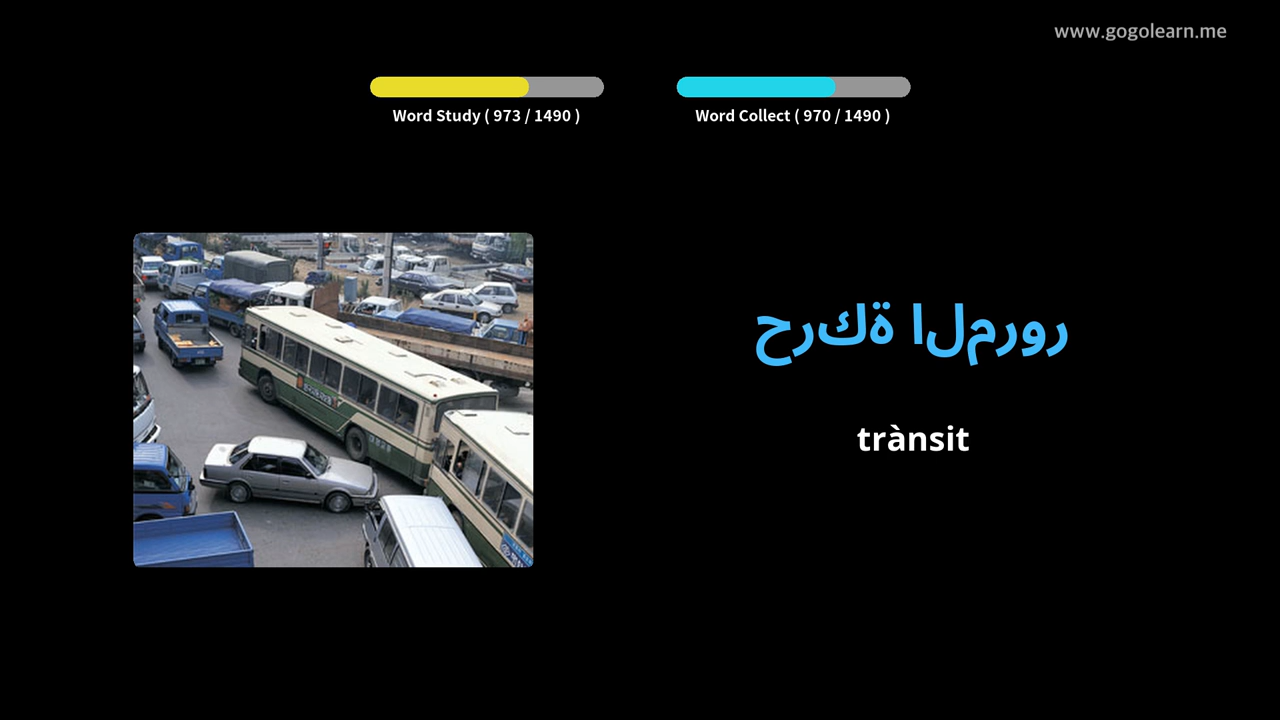 www.gogolearn.me
Word Study ( 973 / 1490 )
Word Collect ( 970 / 1490 )
حركة المرور
trànsit